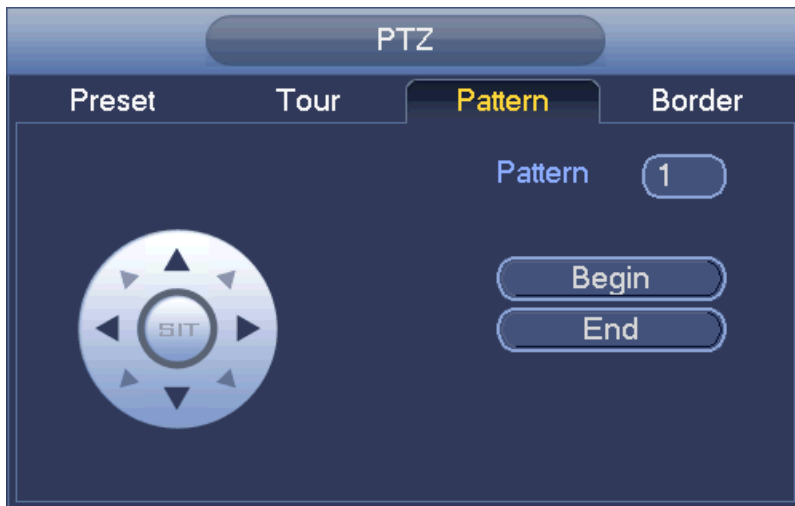 PTZ
Preset Tour Pattern Border
Pattern 1
Begin
SIT
End